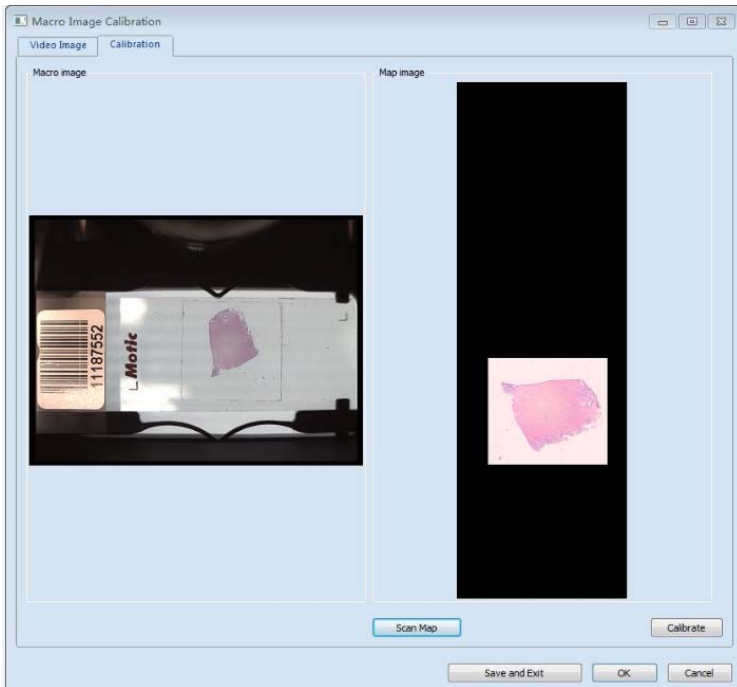 Macro Image Calibration
Video Image
Calibration
Macro image
Map image
11187552
Motic
Scan Map
Calibrate
Save and Exit
OK
Cancel